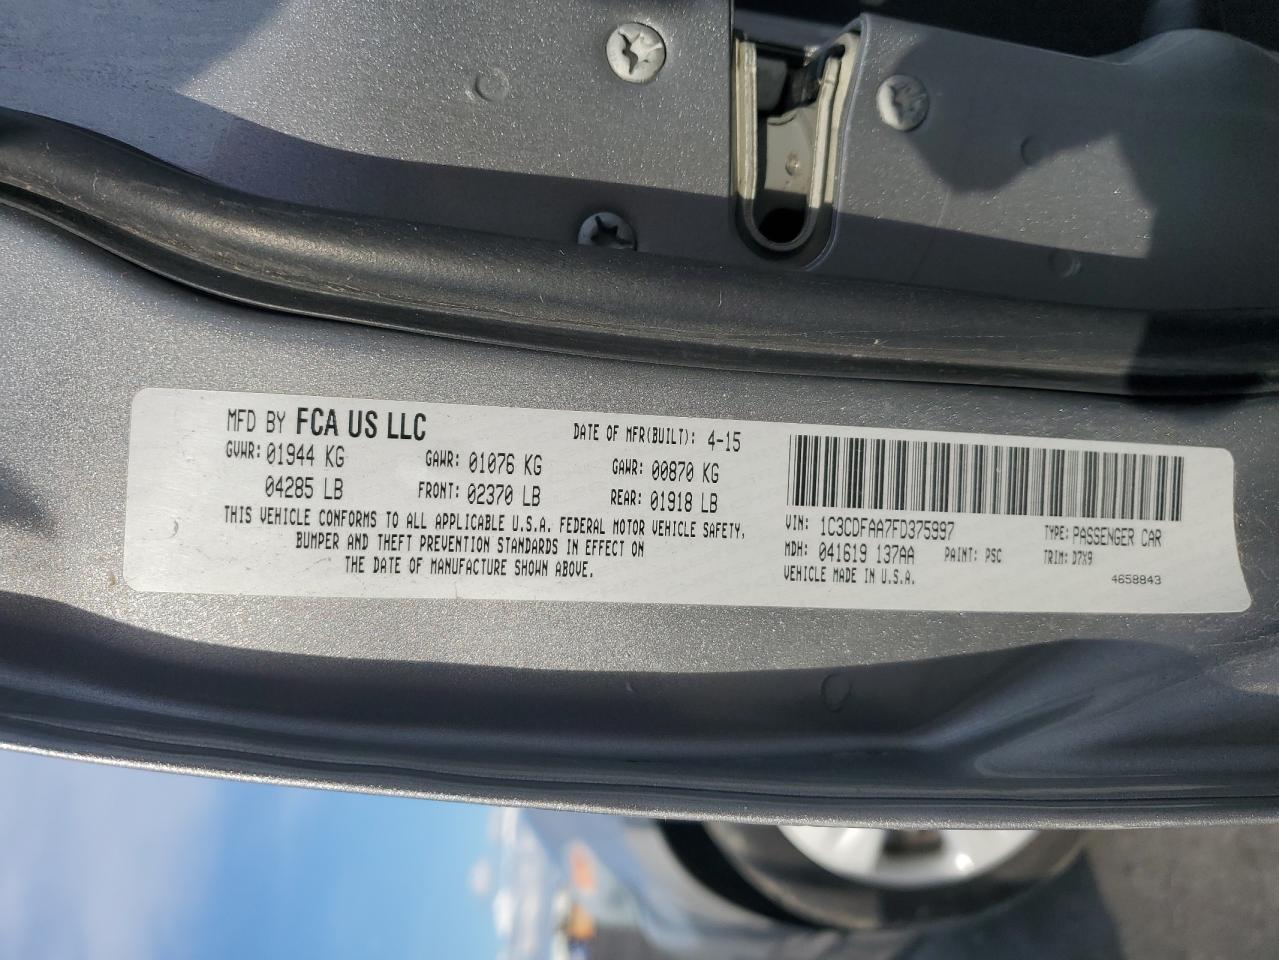 MFD BY FCA US LLC DATE OF MFR(BUILT): 4-15
GVWR: 01944 KG GAWR: 01076 KG GAWR: 00870 KG
04285 LB FRONT: 02370 LB REAR: 01918 LB
THIS VEHICLE CONFORMS TO ALL APPLICABLE U.S.A. FEDERAL MOTOR VEHICLE SAFETY,
BUMPER AND THEFT PREVENTION STANDARDS IN EFFECT ON
THE DATE OF MANUFACTURE SHOWN ABOVE.
VIN: 1C3CDFAA7FD375997 TYPE: PASSENGER CAR
MDH: 041619 137AA PAINT: PSC TRIM: D7X9
VEHICLE MADE IN U.S.A. 4658843